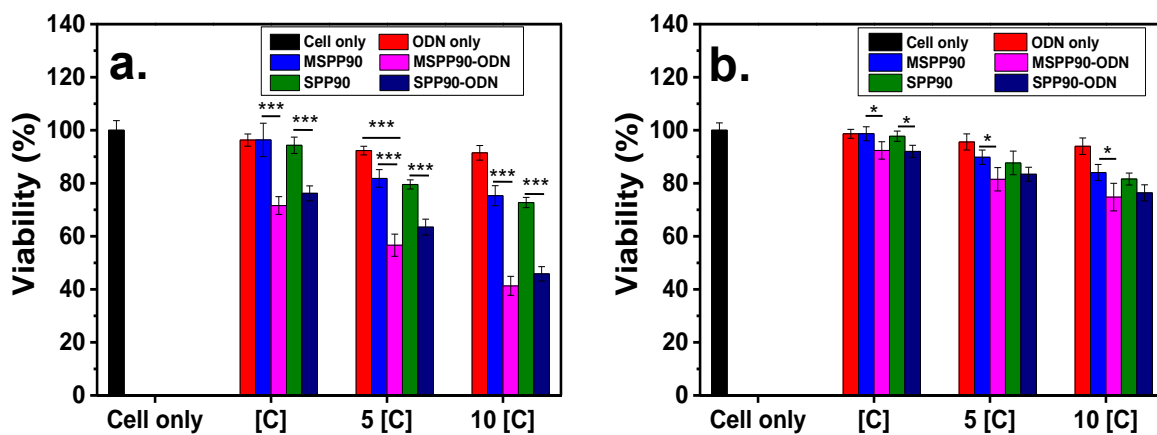 a.
Viability (%)
140
120
100
80
60
40
20
0
Cell only ODN only
MSPP90 MSPP90-ODN
SPP90 SPP90-ODN
*** ***
***
*** ***
*** ***
Cell only [C] 5 [C] 10 [C]
b.
Viability (%)
140
120
100
80
60
40
20
0
Cell only ODN only
MSPP90 MSPP90-ODN
SPP90 SPP90-ODN
* *
*
*
Cell only [C] 5 [C] 10 [C]